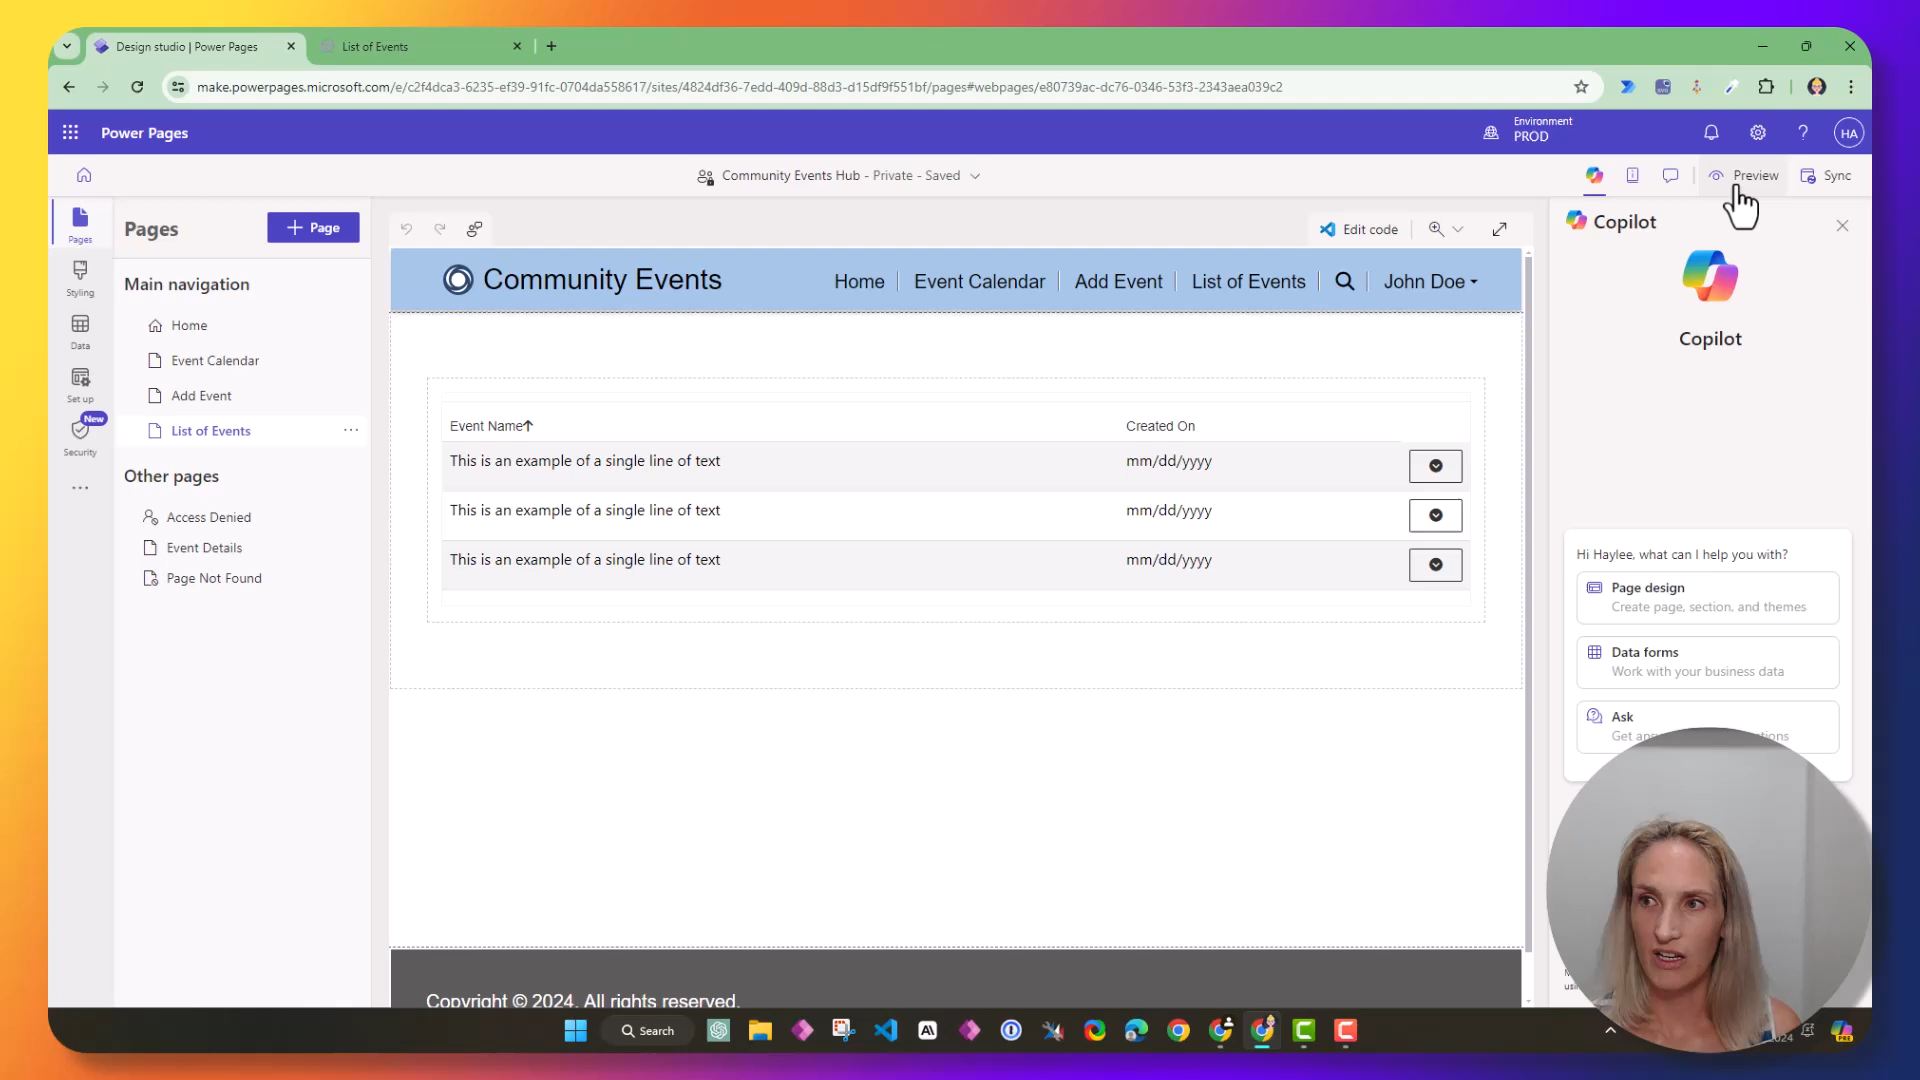 Design studio | Power Pages
List of Events
make.powerpages.microsoft.com/e/c2f4dca3-6235-ef39-91fc-0704da558617/sites/4824df36-7edd-409d-88d3-d15df9f551bf/pages#webpages/e80739ac-dc76-0346-53f3-2343aea039c2
Power Pages
Environment
PROD
HA
Community Events Hub - Private - Saved
Preview
Sync
Pages
Styling
Data
Set up
New
Security
Pages
+ Page
Main navigation
Home
Event Calendar
Add Event
List of Events
Other pages
Access Denied
Event Details
Page Not Found
Edit code
Community Events
Home
Event Calendar
Add Event
List of Events
John Doe
Event Name
Created On
This is an example of a single line of text
mm/dd/yyyy
This is an example of a single line of text
mm/dd/yyyy
This is an example of a single line of text
mm/dd/yyyy
Copyright © 2024. All rights reserved.
Copilot
Copilot
Hi Haylee, what can I help you with?
Page design
Create page, section, and themes
Data forms
Work with your business data
Ask
Get
Search
PRE